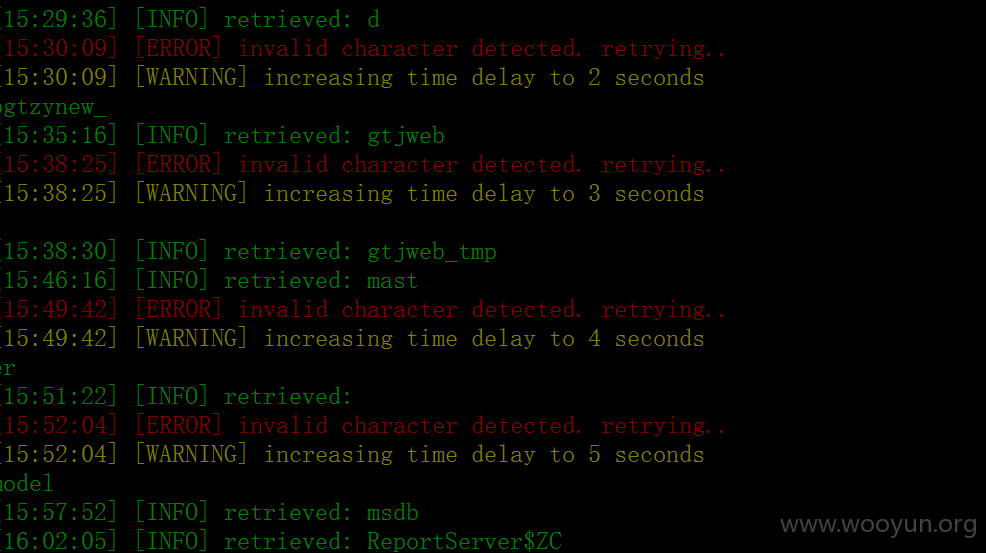 [15:29:36] [INFO] retrieved: d
[15:30:09] [ERROR] invalid character detected. retrying..
[15:30:09] [WARNING] increasing time delay to 2 seconds
ogtzynew_
[15:35:16] [INFO] retrieved: gtjweb
[15:38:25] [ERROR] invalid character detected. retrying..
[15:38:25] [WARNING] increasing time delay to 3 seconds
[15:38:30] [INFO] retrieved: gtjweb_tmp
[15:46:16] [INFO] retrieved: mast
[15:49:42] [ERROR] invalid character detected. retrying..
[15:49:42] [WARNING] increasing time delay to 4 seconds
er
[15:51:22] [INFO] retrieved:
[15:52:04] [ERROR] invalid character detected. retrying..
[15:52:04] [WARNING] increasing time delay to 5 seconds
model
[15:57:52] [INFO] retrieved: msdb
[16:02:05] [INFO] retrieved: ReportServer$ZC
www.wooyun.org